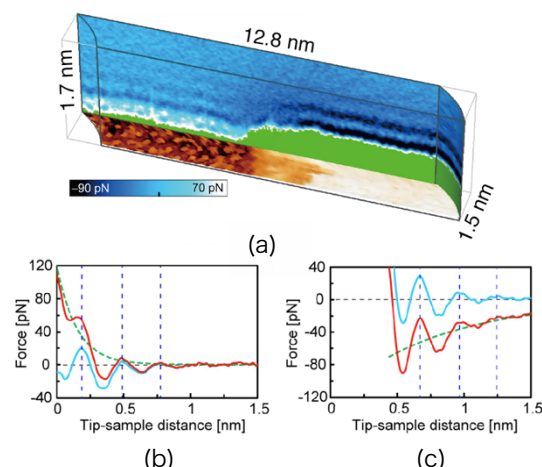 12.8 nm
1.7 nm
–90 pN 70 pN
1.5 nm
(a)
120
80
40
0
-40
Force [pN]
0 0.5 1 1.5
Tip-sample distance [nm]
(b)
40
0
-40
-80
-120
Force [pN]
0 0.5 1 1.5
Tip-sample distance [nm]
(c)